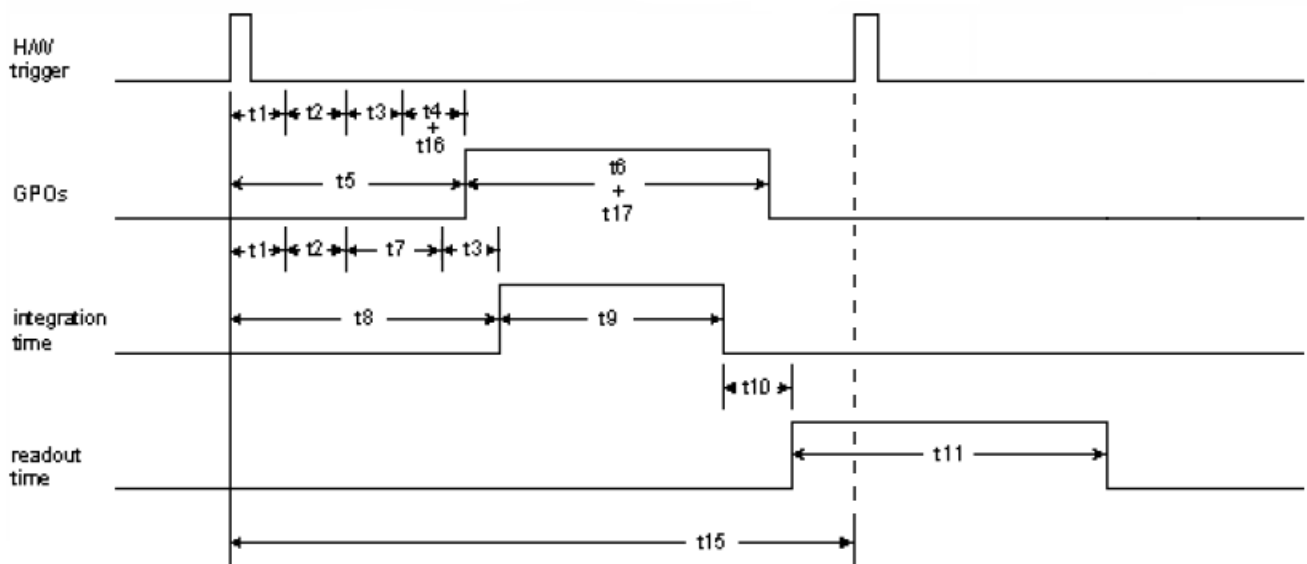 H/W
trigger
t1 t2 t3 t4
+
t16
GPOs
t5
t6
+
t17
t1 t2 t7 t3
integration
time
t8 t9
t10
readout
time
t11
t15